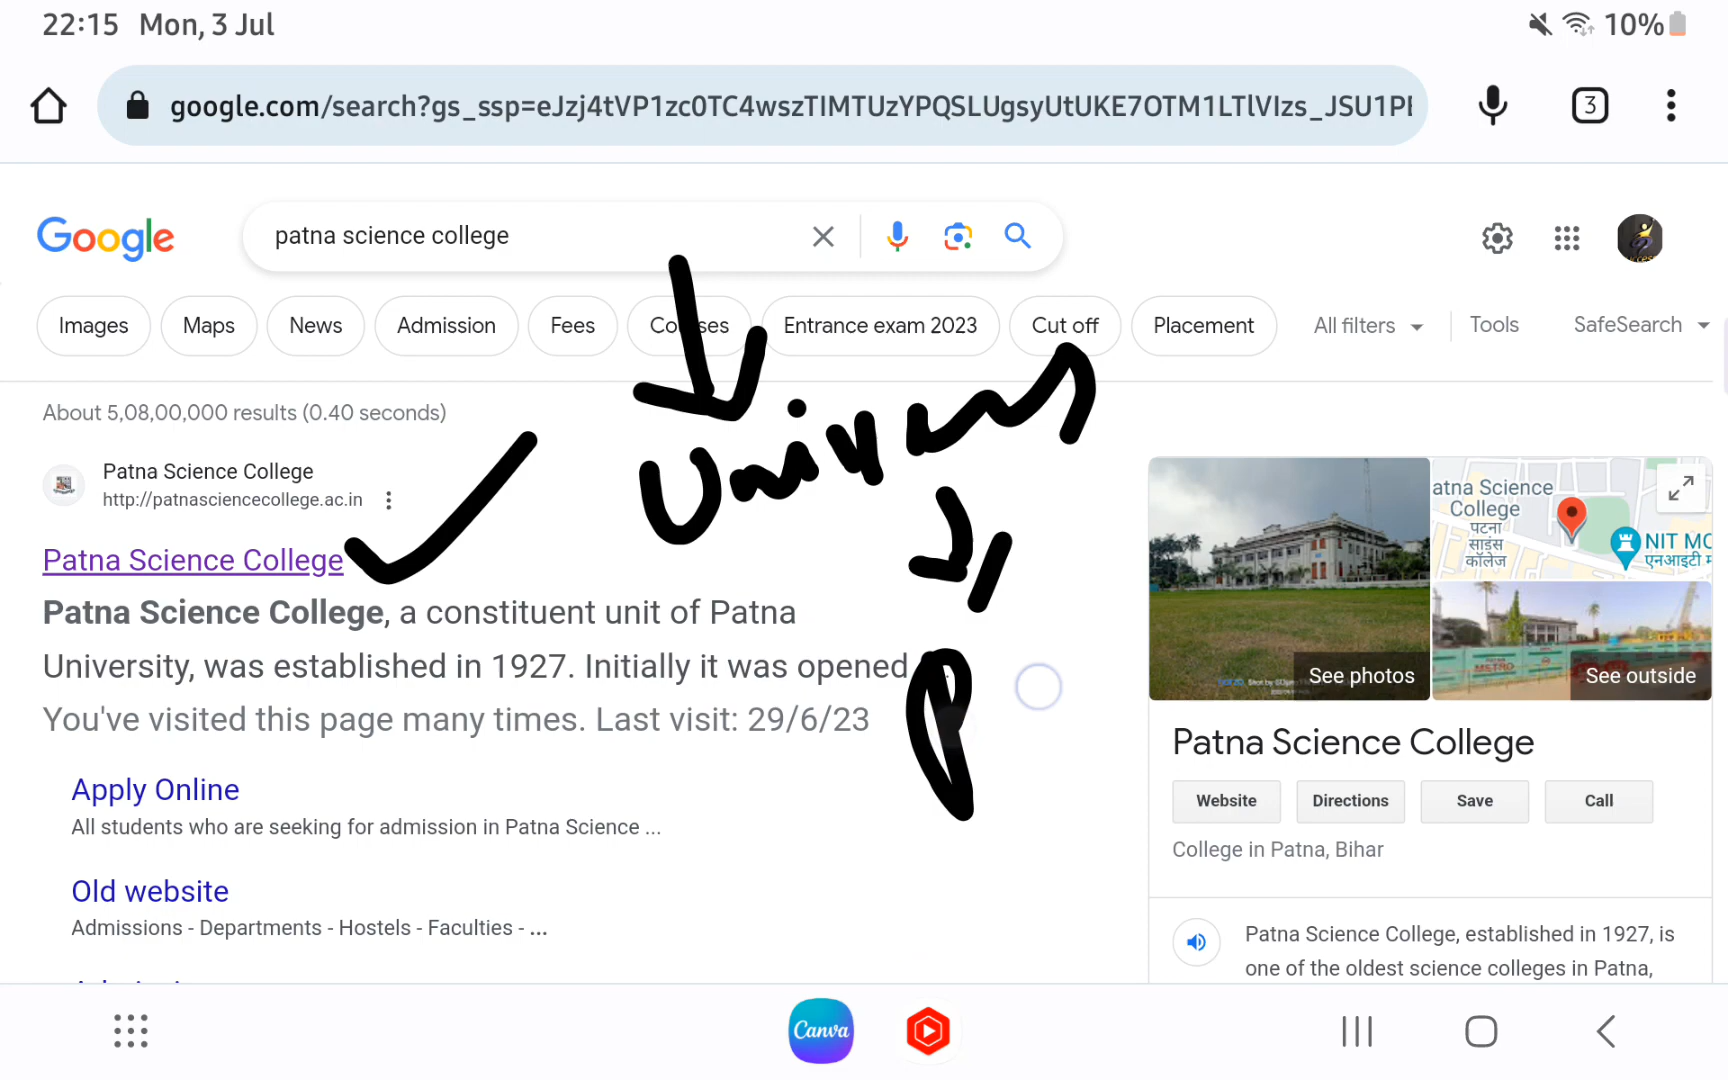 22:15 Mon, 3 Jul
10%
google.com/search?gs_ssp=eJzj4tVP1zc0TC4wszTIMTUzYPQSLUgsyUtUKE7OTM1LTlVIzs_JSU1PE
3
Google
patna science college
Images Maps News Admission Fees Courses Entrance exam 2023 Cut off Placement All filters Tools SafeSearch
About 5,08,00,000 results (0.40 seconds)
Univers
Patna Science College
http://patnasciencecollege.ac.in
Patna Science College
Patna Science College, a constituent unit of Patna
University, was established in 1927. Initially it was opened
You've visited this page many times. Last visit: 29/6/23
Apply Online
All students who are seeking for admission in Patna Science ...
Old website
Admissions - Departments - Hostels - Faculties - ...
atna Science
College
पटना
साइंस
कॉलेज
NIT MO
एनआईटी म
See photos
See outside
PATNA METRO
Patna Science College
Website Directions Save Call
College in Patna, Bihar
Patna Science College, established in 1927, is
one of the oldest science colleges in Patna,
Canva